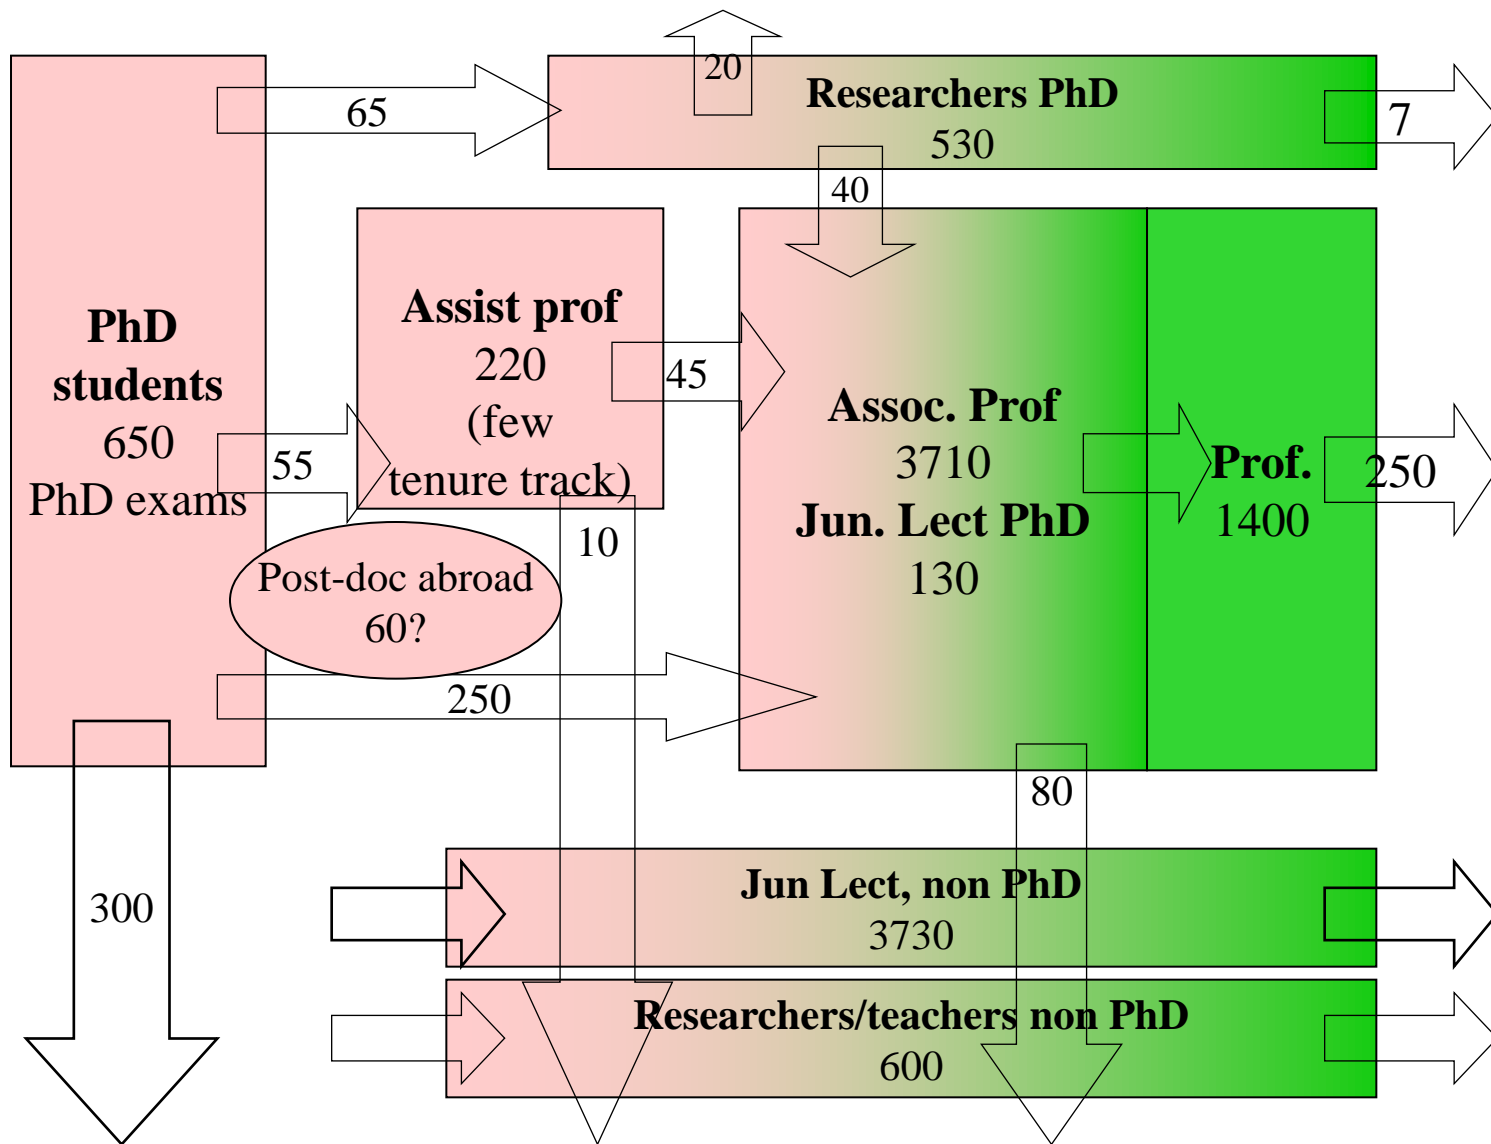 20
Researchers PhD
530
65
7
40
PhD
students
650
PhD exams
Assist prof
220
(few
tenure track)
45
55
Assoc. Prof
3710
Jun. Lect PhD
130
Prof.
1400
250
10
Post-doc abroad
60?
250
80
300
Jun Lect, non PhD
3730
Researchers/teachers non PhD
600